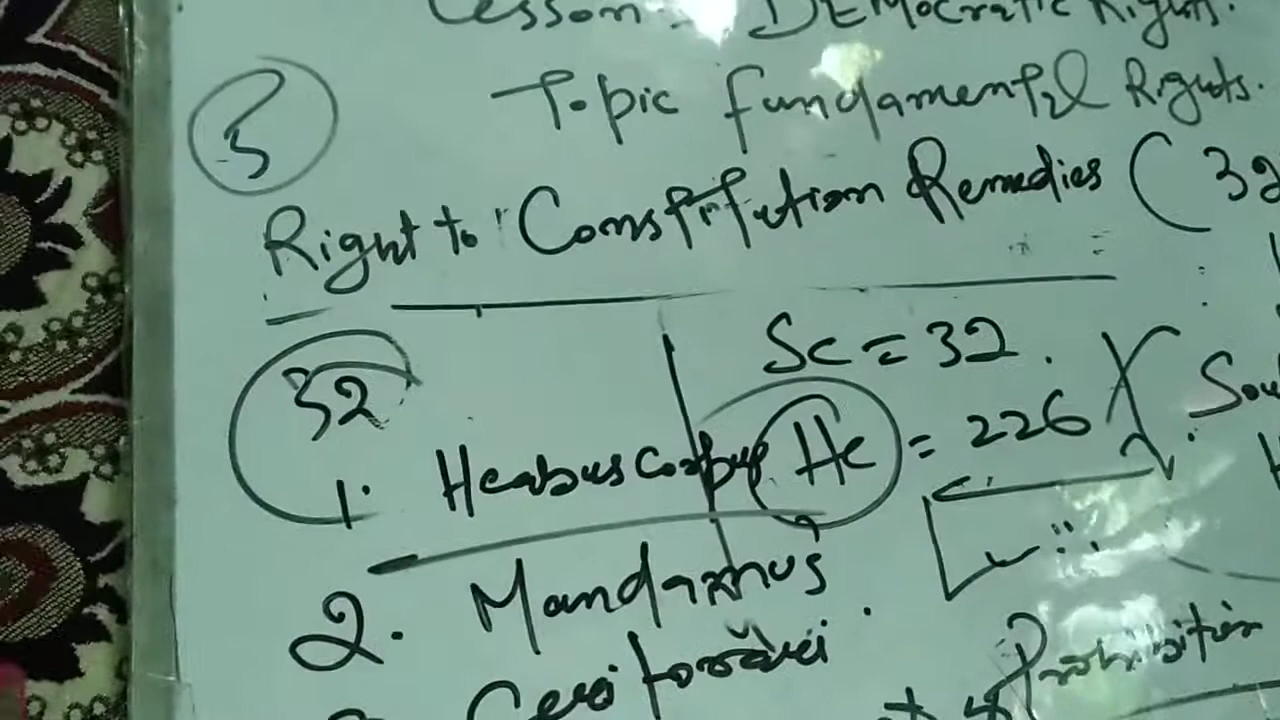 Lesson: DEMocratic Rights.
Topic fundamental Rights.
Right to Constitution Remedies (32
32
Sc = 32.
1. Heabus Corpus
Hc = 226
2. Mandamus
Prohibition